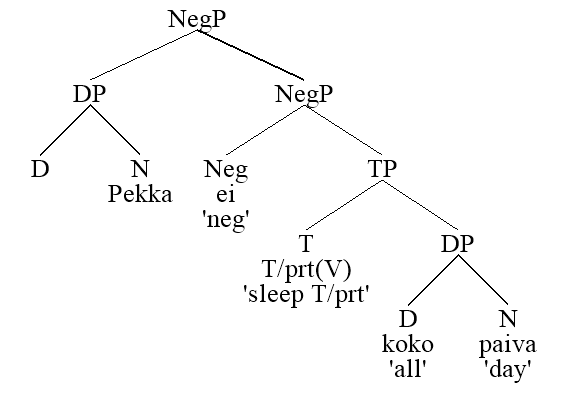 NegP
DP NegP
D N Neg TP
Pekka ei
'neg'
T DP
T/prt(V)
'sleep T/prt'
D N
koko paiva
'all' 'day'